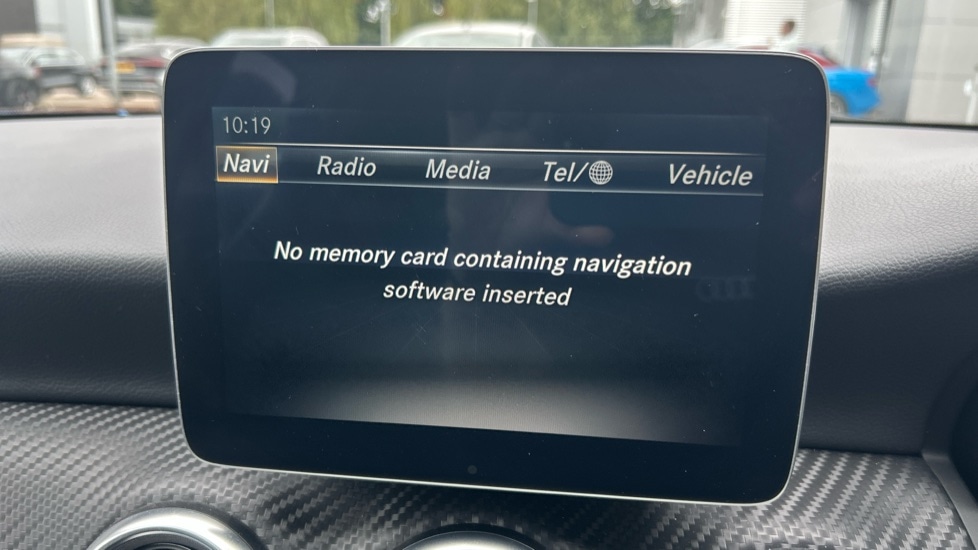 10:19
Navi Radio Media Tel/ Vehicle
No memory card containing navigation
software inserted